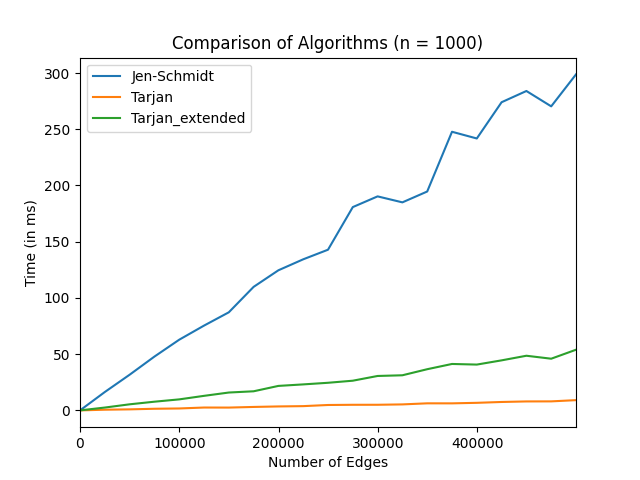 Comparison of Algorithms (n = 1000)
Jen-Schmidt
Tarjan
Tarjan_extended
Time (in ms)
300
250
200
150
100
50
0
0 100000 200000 300000 400000
Number of Edges